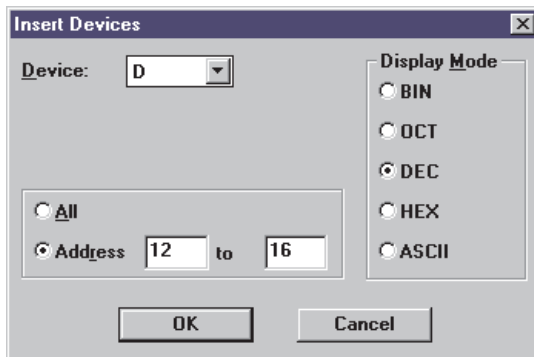 Insert Devices
Device: D
Display Mode
BIN
OCT
DEC
HEX
ASCII
All
Address 12 to 16
OK Cancel